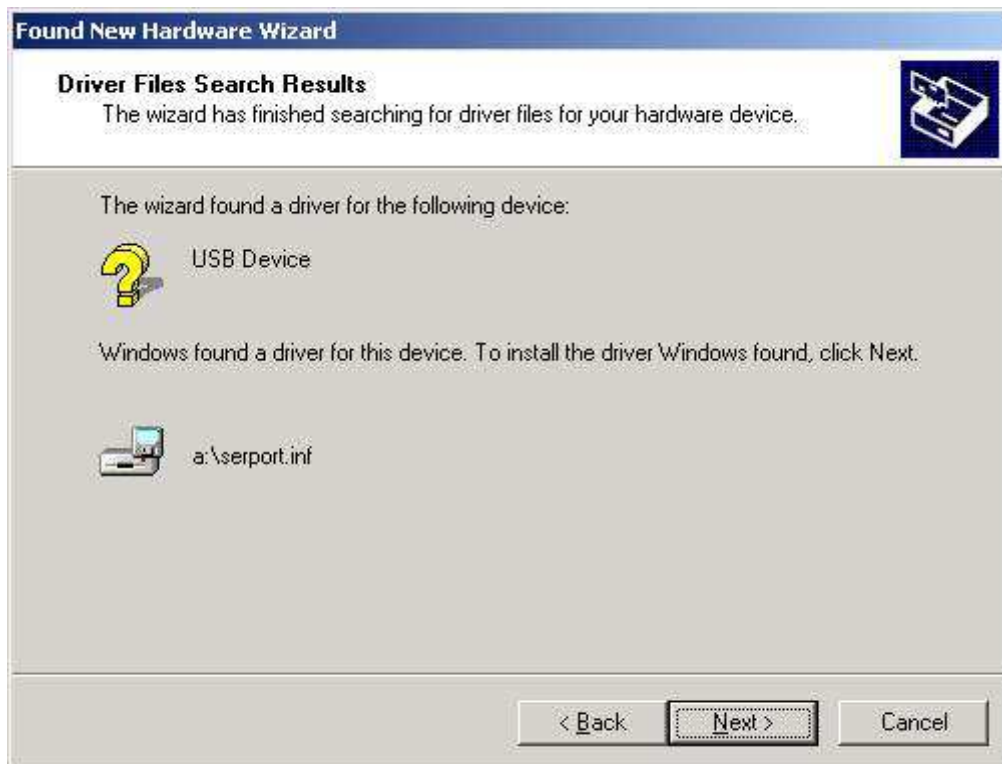 Found New Hardware Wizard
Driver Files Search Results
The wizard has finished searching for driver files for your hardware device.
The wizard found a driver for the following device:
USB Device
Windows found a driver for this device. To install the driver Windows found, click Next.
a:\serport.inf
< Back Next > Cancel